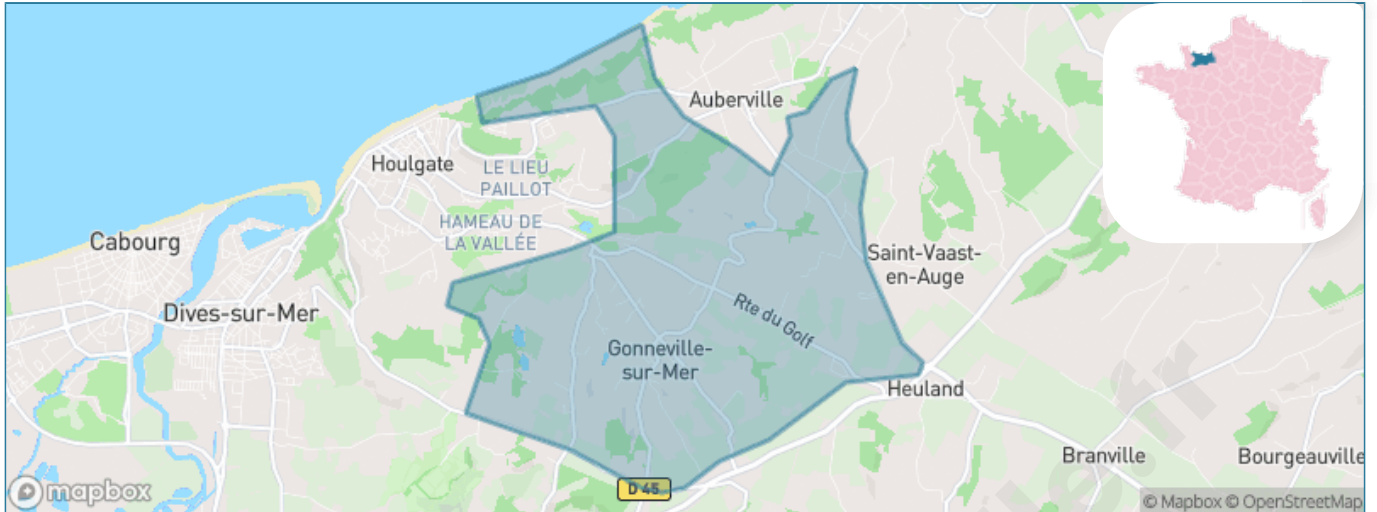 Auberville
Houlgate
LE LIEU
PAILLOT
HAMEAU DE
LA VALLÉE
Cabourg
Saint-Vaast-
en-Auge
Dives-sur-Mer
Rte du Golf
Gonneville-
sur-Mer
Heuland
Branville
Bourgeauville
D 45
mapbox
© Mapbox © OpenStreetMap